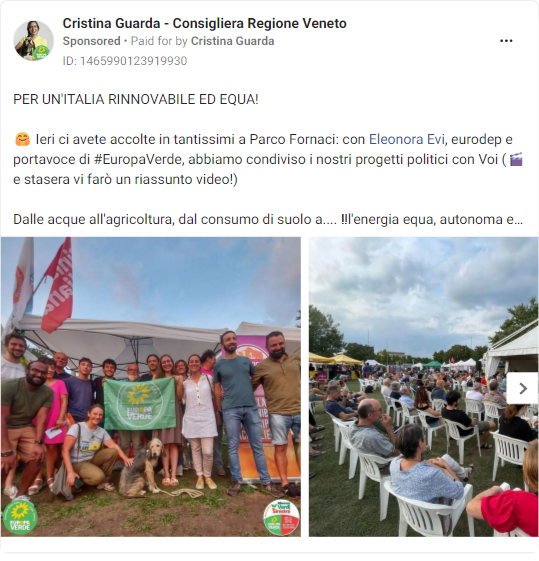 Cristina Guarda - Consigliera Regione Veneto
Sponsored • Paid for by Cristina Guarda
ID: 1465990123919930
PER UN'ITALIA RINNOVABILE ED EQUA!
🤗 Ieri ci avete accolte in tantissimi a Parco Fornaci: con Eleonora Evi, eurodep e
portavoce di #EuropaVerde, abbiamo condiviso i nostri progetti politici con Voi ( 🎬
e stasera vi farò un riassunto video!)
Dalle acque all'agricoltura, dal consumo di suolo a.... ‼️l'energia equa, autonoma e...
EUROPA
VERDE
EUROPA
VERDE
Verdi
Sinistra